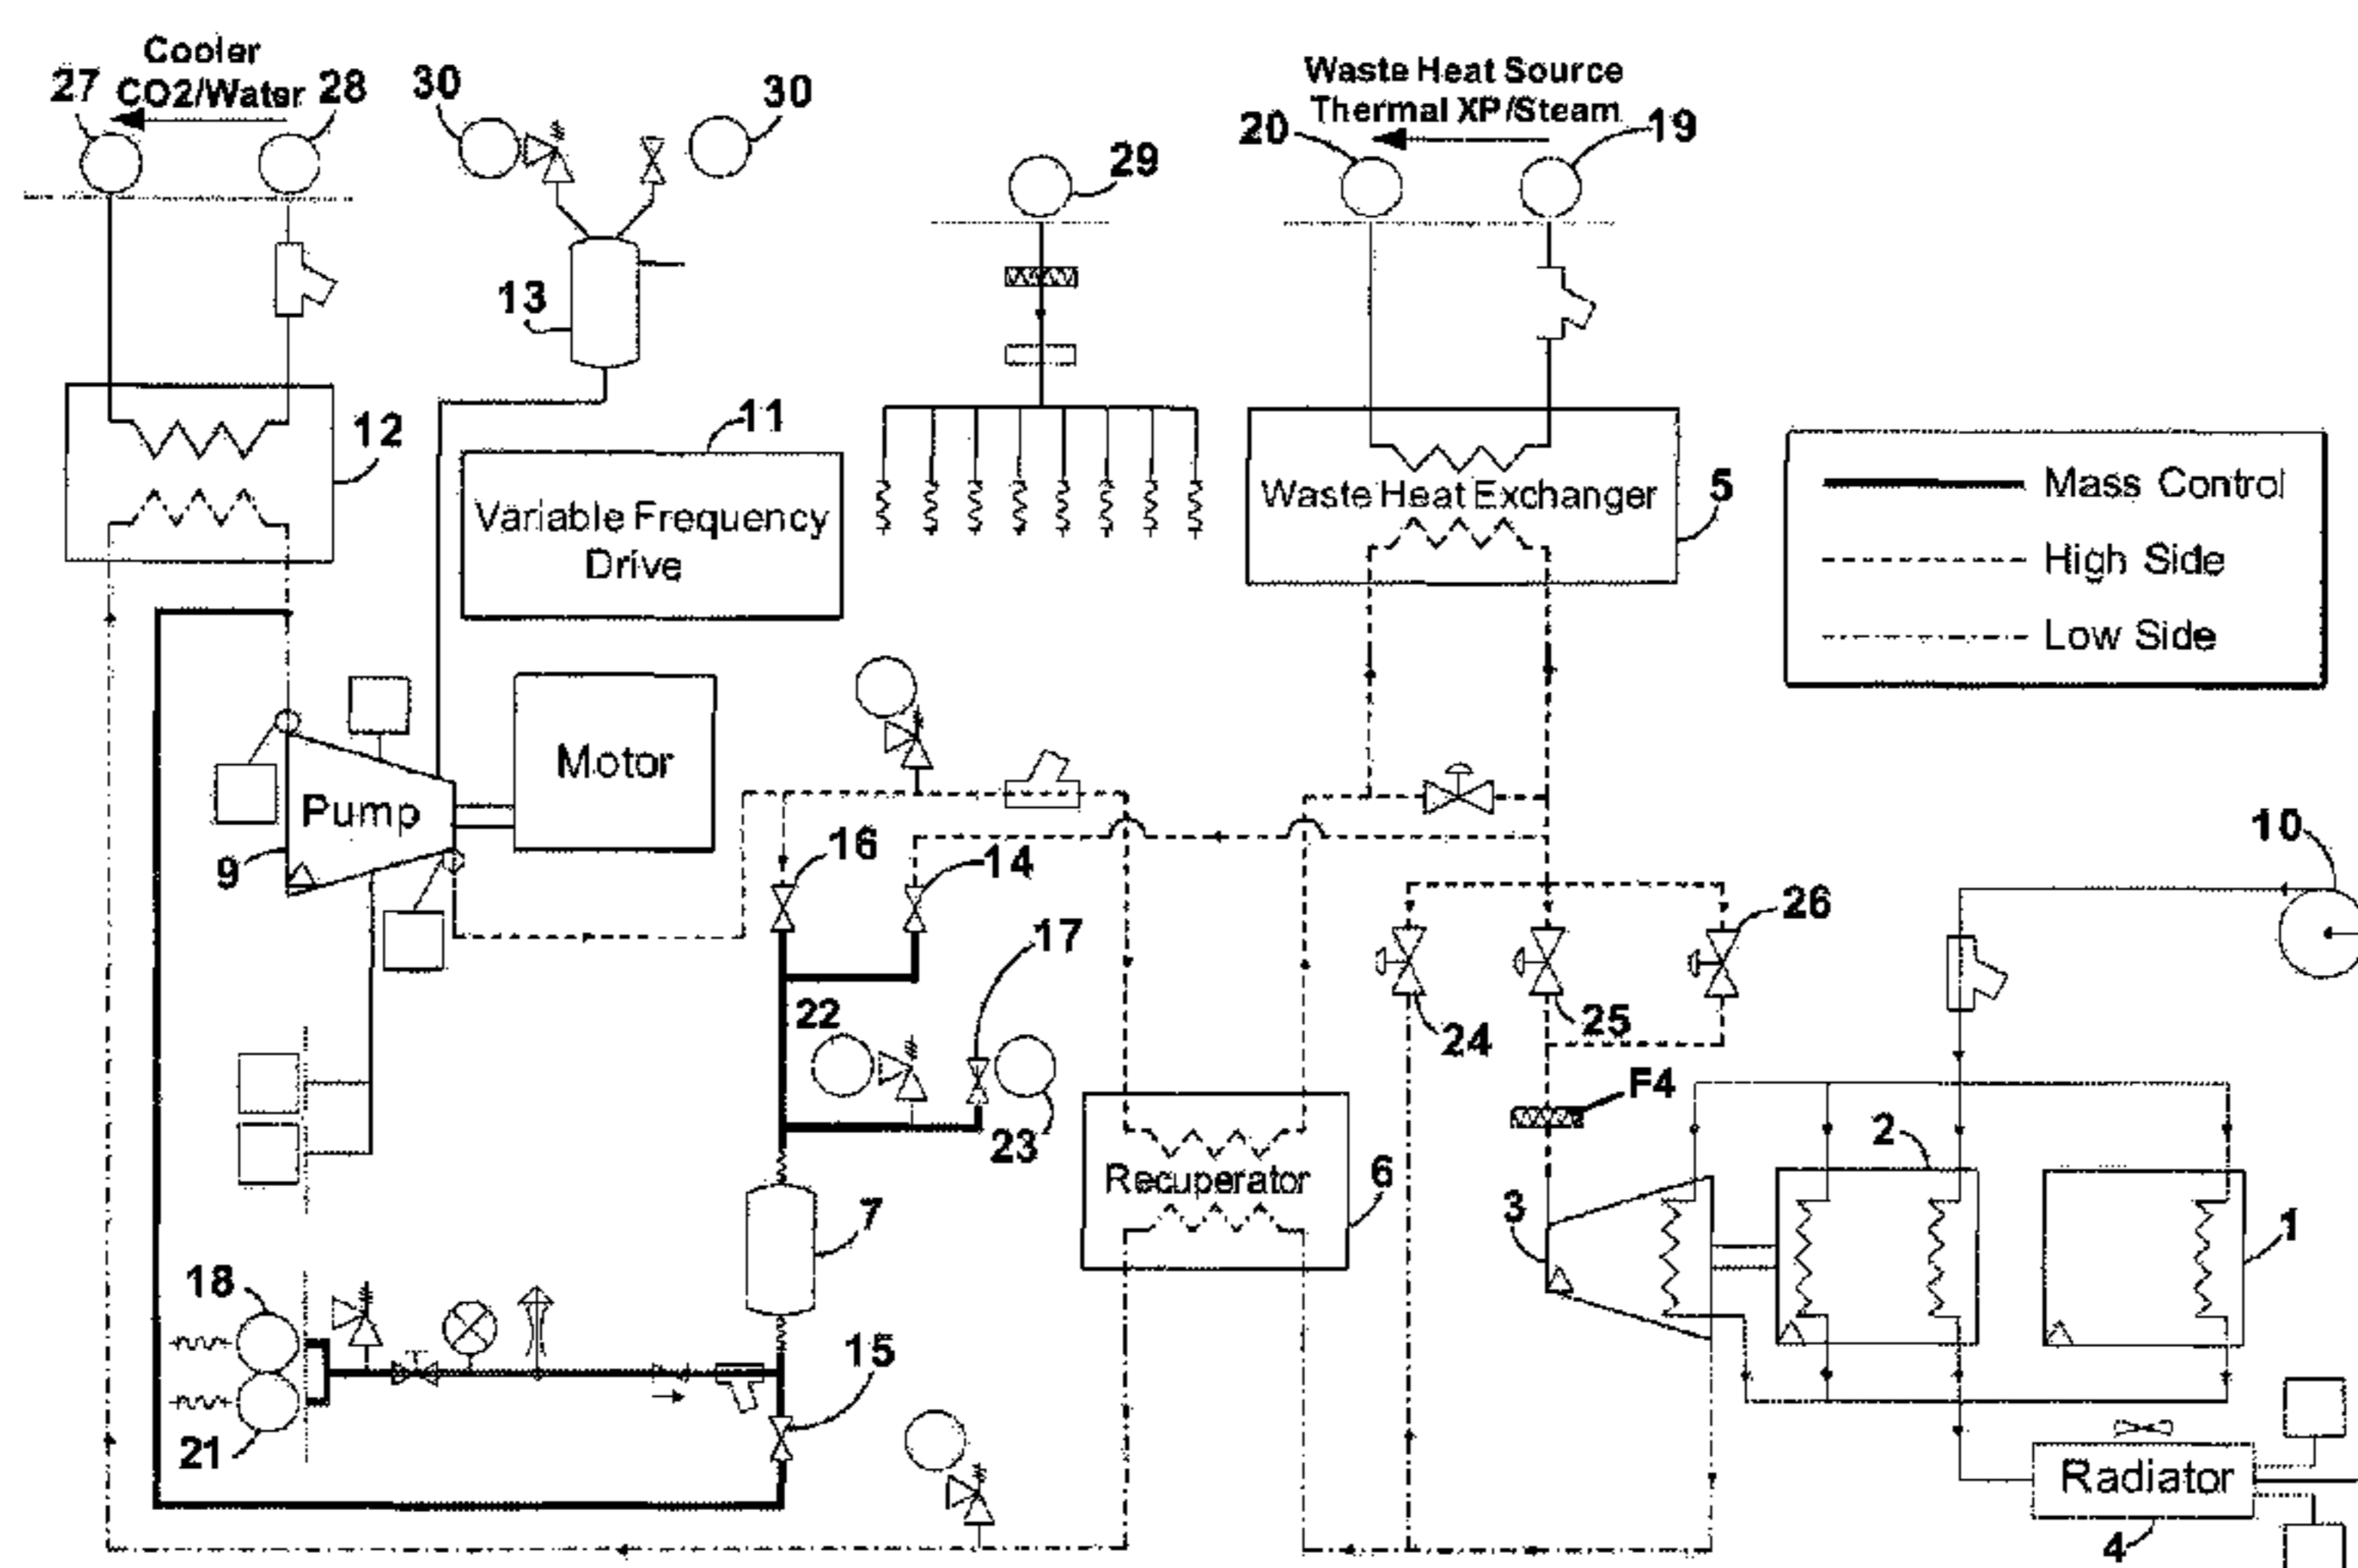 Cooler
27 CO2/Water 28
30
30
Waste Heat Source
Thermal XP/Steam
20
19
29
13
12
11
Variable Frequency
Drive
Waste Heat Exchanger
5
Mass Control
High Side
Low Side
Motor
Pump
9
16
14
10
17
26
22
24
25
23
F4
Recuperator
6
2
3
1
7
18
15
21
Radiator
4